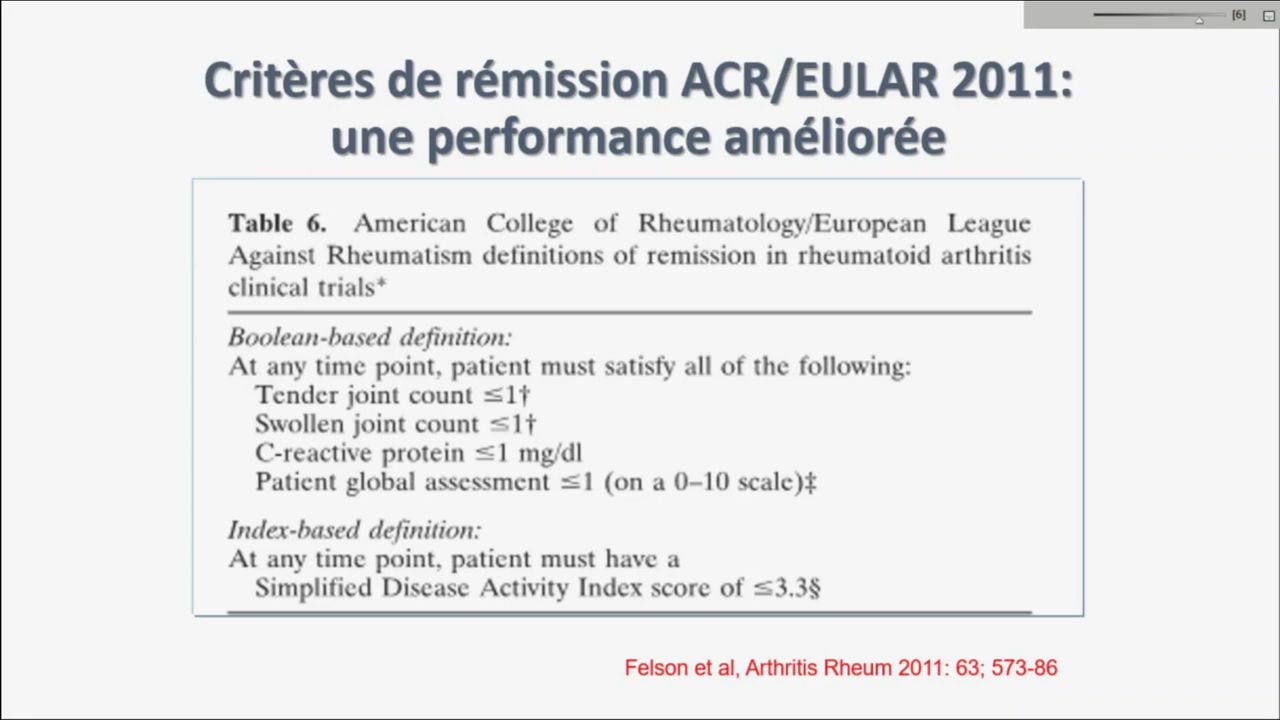 [6]
Critères de rémission ACR/EULAR 2011:
une performance améliorée
Table 6. American College of Rheumatology/European League
Against Rheumatism definitions of remission in rheumatoid arthritis
clinical trials*
Boolean-based definition:
At any time point, patient must satisfy all of the following:
Tender joint count ≤1†
Swollen joint count ≤1†
C-reactive protein ≤1 mg/dl
Patient global assessment ≤1 (on a 0–10 scale)‡
Index-based definition:
At any time point, patient must have a
Simplified Disease Activity Index score of ≤3.3§
Felson et al, Arthritis Rheum 2011: 63; 573-86